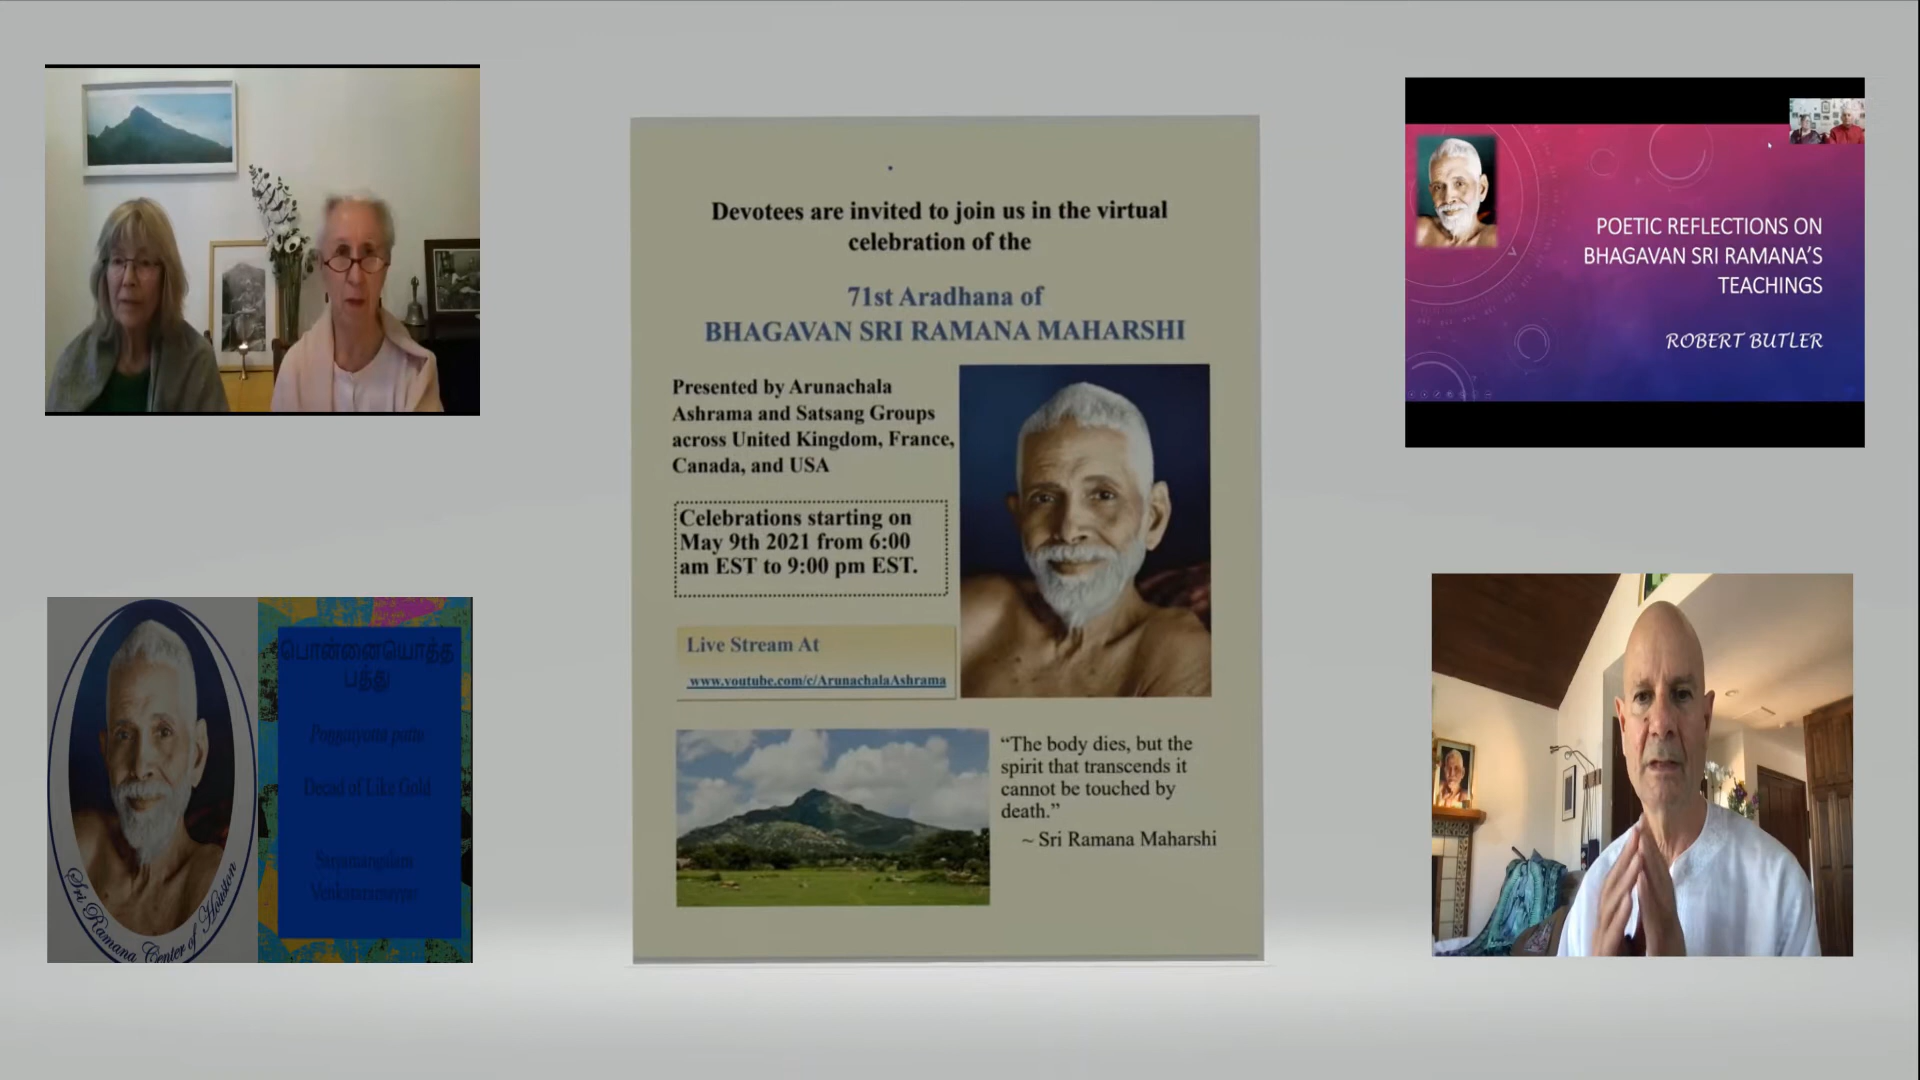 Devotees are invited to join us in the virtual
celebration of the
71st Aradhana of
BHAGAVAN SRI RAMANA MAHARSHI
Presented by Arunachala
Ashrama and Satsang Groups
across United Kingdom, France,
Canada, and USA
Celebrations starting on
May 9th 2021 from 6:00
am EST to 9:00 pm EST.
Live Stream At
www.youtube.com/c/ArunachalaAshrama
“The body dies, but the
spirit that transcends it
cannot be touched by
death.”
~ Sri Ramana Maharshi
POETIC REFLECTIONS ON
BHAGAVAN SRI RAMANA’S
TEACHINGS
ROBERT BUTLER
Sri Ramana Center of Houston
பொன்னையொத்த
பத்து
Decad of Like Gold